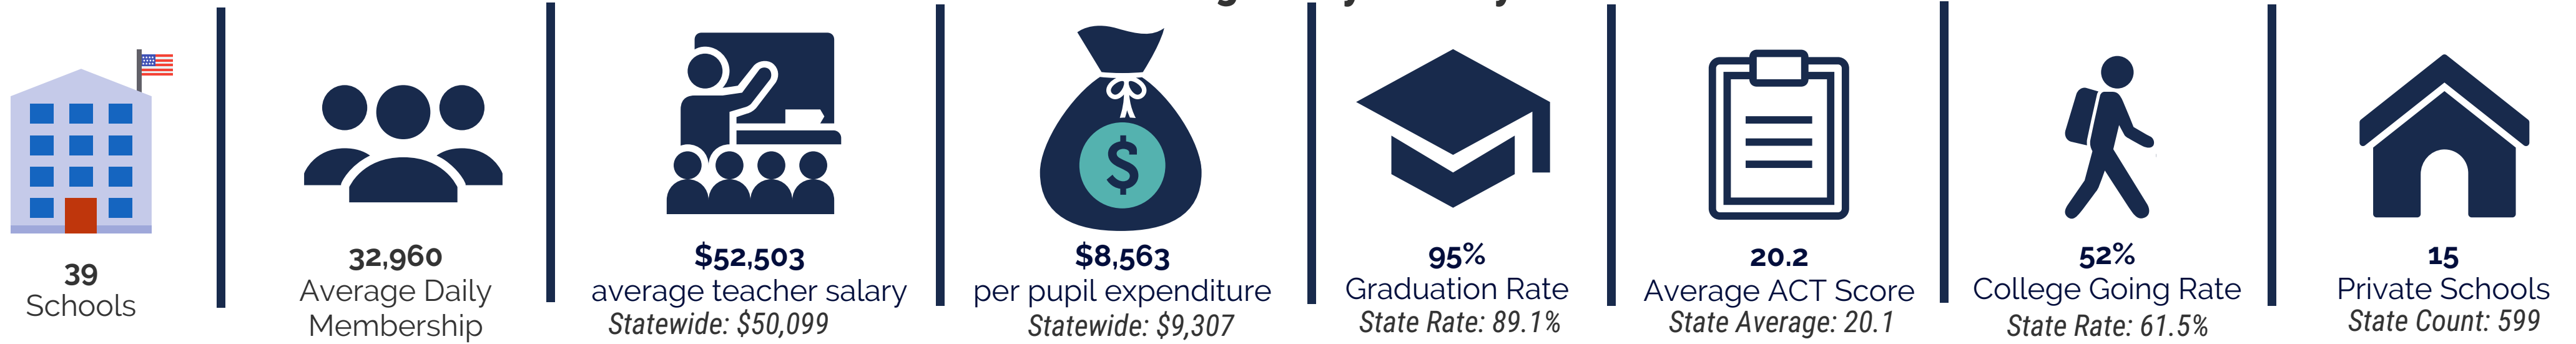 39
Schools
32,960
Average Daily
Membership
$52,503
average teacher salary
Statewide: $50,099
$
$8,563
per pupil expenditure
Statewide: $9,307
95%
Graduation Rate
State Rate: 89.1%
20.2
Average ACT Score
State Average: 20.1
52%
College Going Rate
State Rate: 61.5%
15
Private Schools
State Count: 599